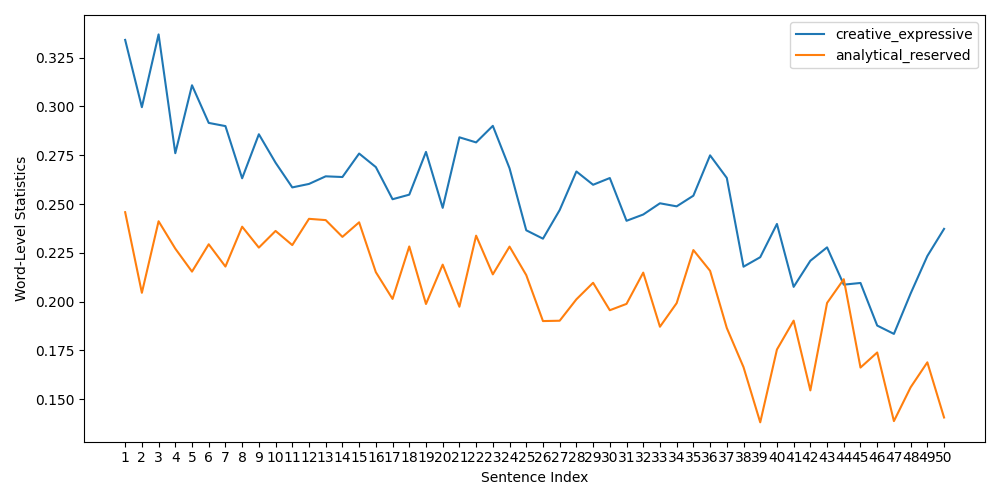 creative_expressive
analytical_reserved
0.325
0.300
0.275
0.250
0.225
0.200
0.175
0.150
Word-Level Statistics
1 2 3 4 5 6 7 8 9 10 11 12 13 14 15 16 17 18 19 20 21 22 23 24 25 26 27 28 29 30 31 32 33 34 35 36 37 38 39 40 41 42 43 44 45 46 47 48 49 50
Sentence Index